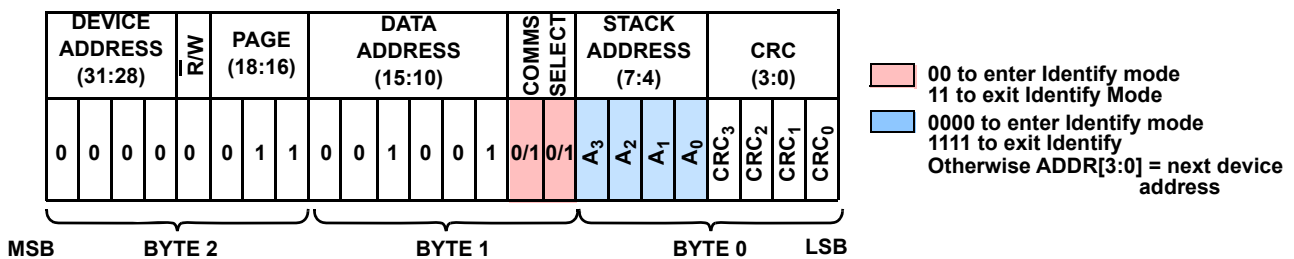 DEVICE ADDRESS (31:28)
R/W
PAGE (18:16)
DATA ADDRESS (15:10)
COMMS SELECT
STACK ADDRESS (7:4)
CRC (3:0)
0 0 0 0 0 0 1 1 0 0 1 0 0 1 0/1 0/1 A3 A2 A1 A0 CRC3 CRC2 CRC1 CRC0
MSB BYTE 2 BYTE 1 BYTE 0 LSB
00 to enter Identify mode
11 to exit Identify Mode
0000 to enter Identify mode
1111 to exit Identify
Otherwise ADDR[3:0] = next device
address